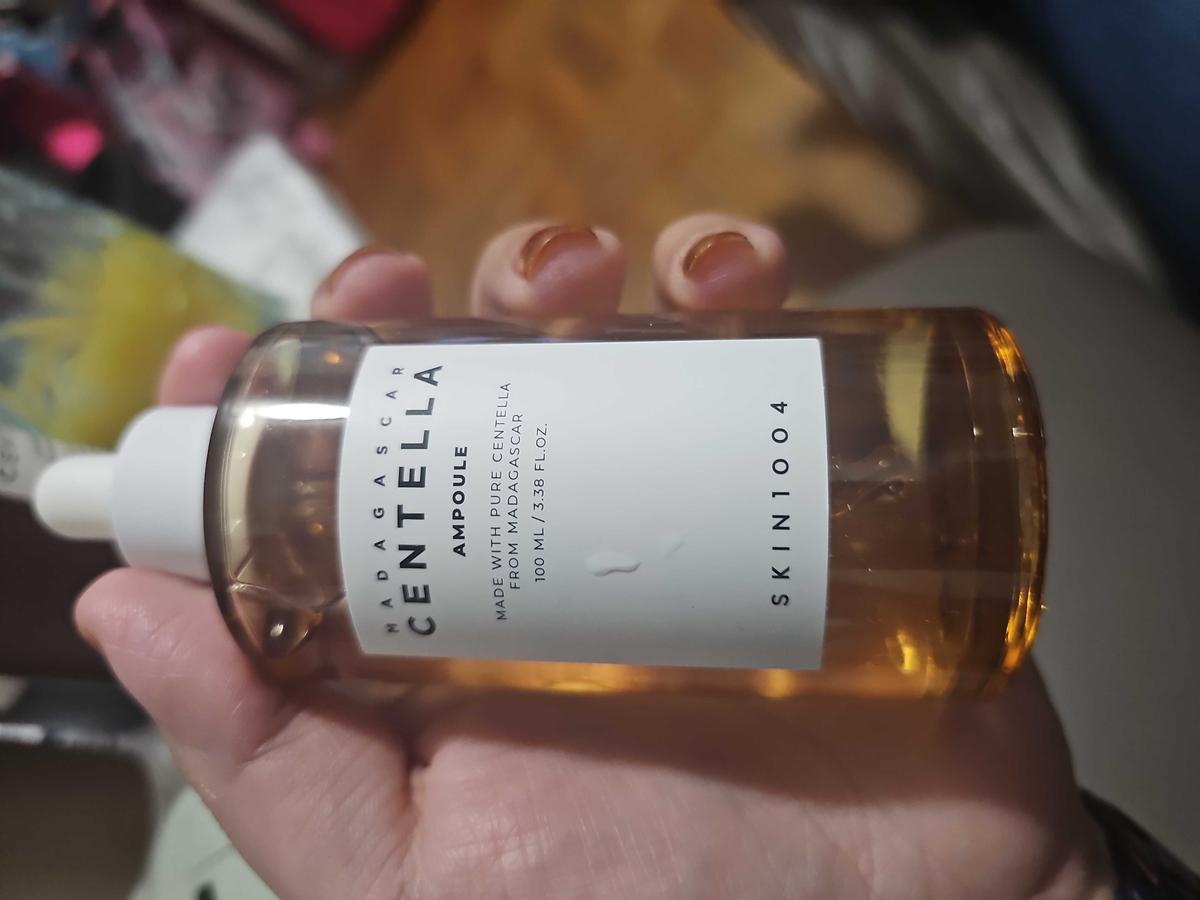 MADAGASCAR
CENTELLA
AMPOULE
MADE WITH PURE CENTELLA
FROM MADAGASCAR
100 ML / 3.38 FL.OZ.
SKIN1004